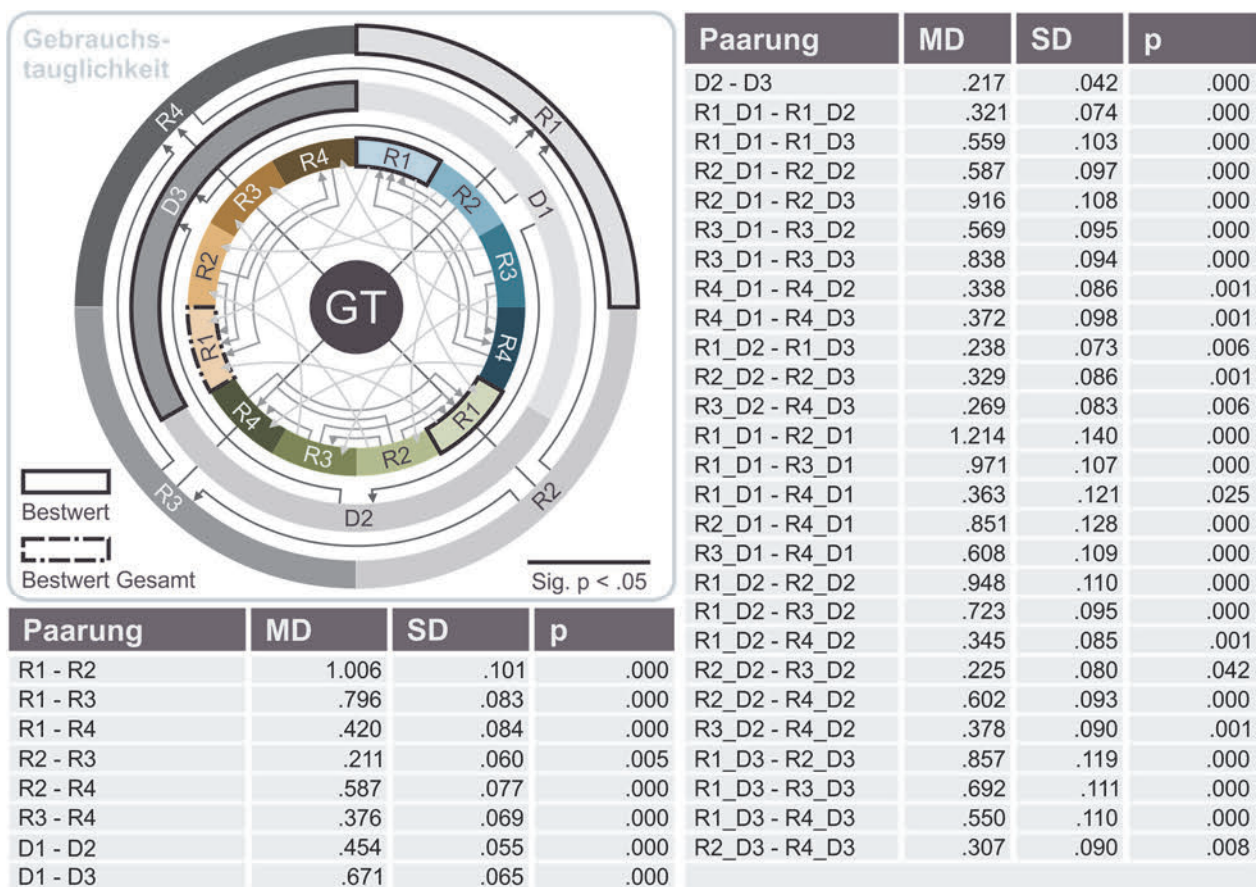 Gebrauchs-
tauglichkeit
R4
R1
D3
D1
R4
R1
R3
R2
R2
R3
GT
R1
R4
R4
R1
R3
R2
D2
R3
R2
Bestwert
Bestwert Gesamt
Sig. p < .05
Paarung MD SD p
R1 - R2 1.006 .101 .000
R1 - R3 .796 .083 .000
R1 - R4 .420 .084 .000
R2 - R3 .211 .060 .005
R2 - R4 .587 .077 .000
R3 - R4 .376 .069 .000
D1 - D2 .454 .055 .000
D1 - D3 .671 .065 .000
Paarung MD SD p
D2 - D3 .217 .042 .000
R1_D1 - R1_D2 .321 .074 .000
R1_D1 - R1_D3 .559 .103 .000
R2_D1 - R2_D2 .587 .097 .000
R2_D1 - R2_D3 .916 .108 .000
R3_D1 - R3_D2 .569 .095 .000
R3_D1 - R3_D3 .838 .094 .000
R4_D1 - R4_D2 .338 .086 .001
R4_D1 - R4_D3 .372 .098 .001
R1_D2 - R1_D3 .238 .073 .006
R2_D2 - R2_D3 .329 .086 .001
R3_D2 - R4_D3 .269 .083 .006
R1_D1 - R2_D1 1.214 .140 .000
R1_D1 - R3_D1 .971 .107 .000
R1_D1 - R4_D1 .363 .121 .025
R2_D1 - R4_D1 .851 .128 .000
R3_D1 - R4_D1 .608 .109 .000
R1_D2 - R2_D2 .948 .110 .000
R1_D2 - R3_D2 .723 .095 .000
R1_D2 - R4_D2 .345 .085 .001
R2_D2 - R3_D2 .225 .080 .042
R2_D2 - R4_D2 .602 .093 .000
R3_D2 - R4_D2 .378 .090 .001
R1_D3 - R2_D3 .857 .119 .000
R1_D3 - R3_D3 .692 .111 .000
R1_D3 - R4_D3 .550 .110 .000
R2_D3 - R4_D3 .307 .090 .008